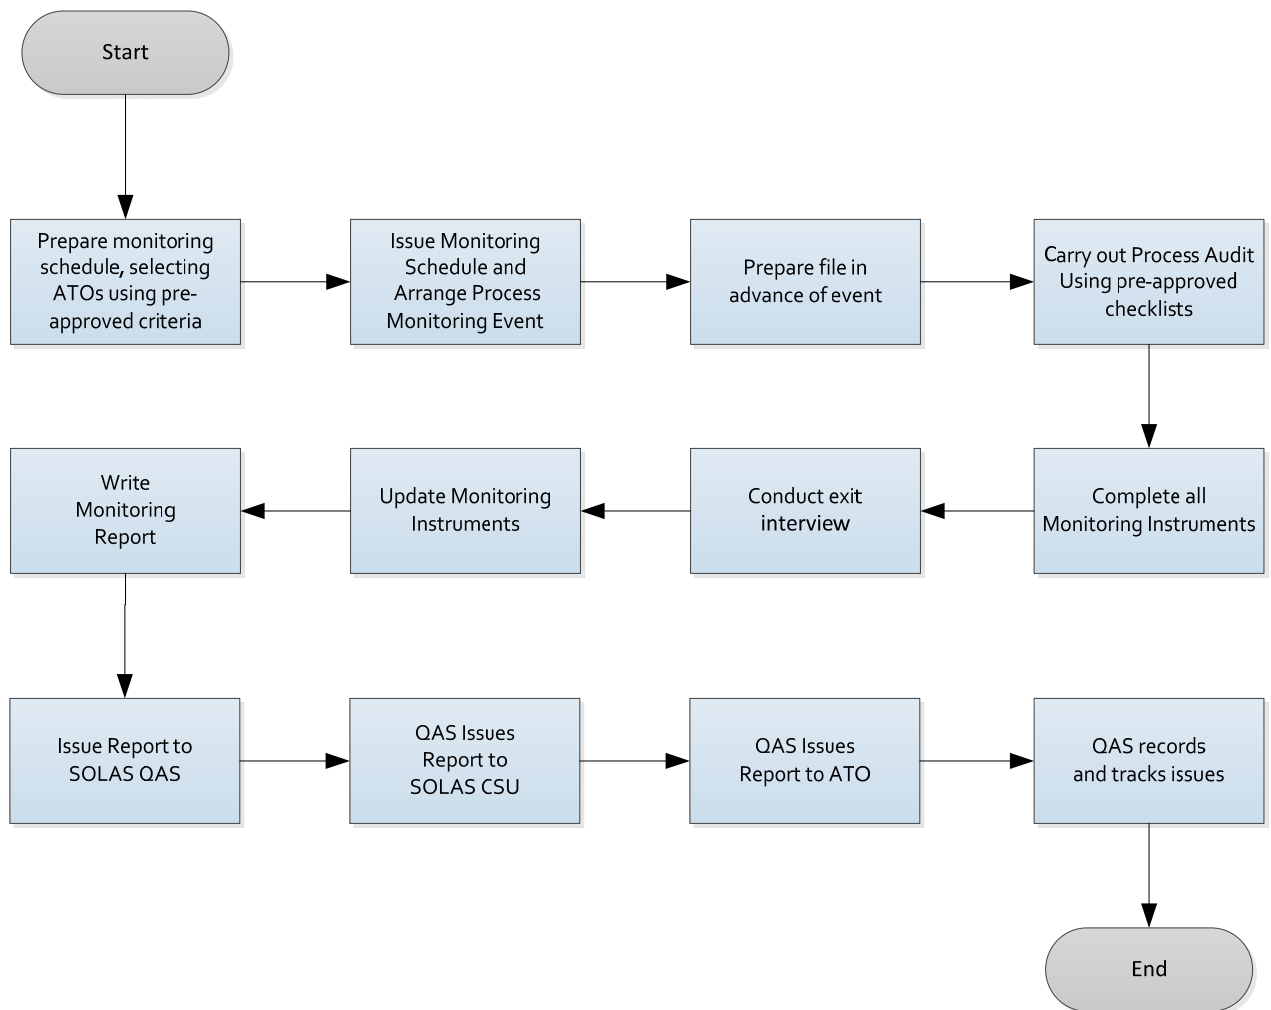 Start
Prepare monitoring
schedule, selecting
ATOs using pre-
approved criteria
Issue Monitoring
Schedule and
Arrange Process
Monitoring Event
Prepare file in
advance of event
Carry out Process Audit
Using pre-approved
checklists
Complete all
Monitoring Instruments
Conduct exit
interview
Update Monitoring
Instruments
Write
Monitoring
Report
Issue Report to
SOLAS QAS
QAS Issues
Report to
SOLAS CSU
QAS Issues
Report to ATO
QAS records
and tracks issues
End